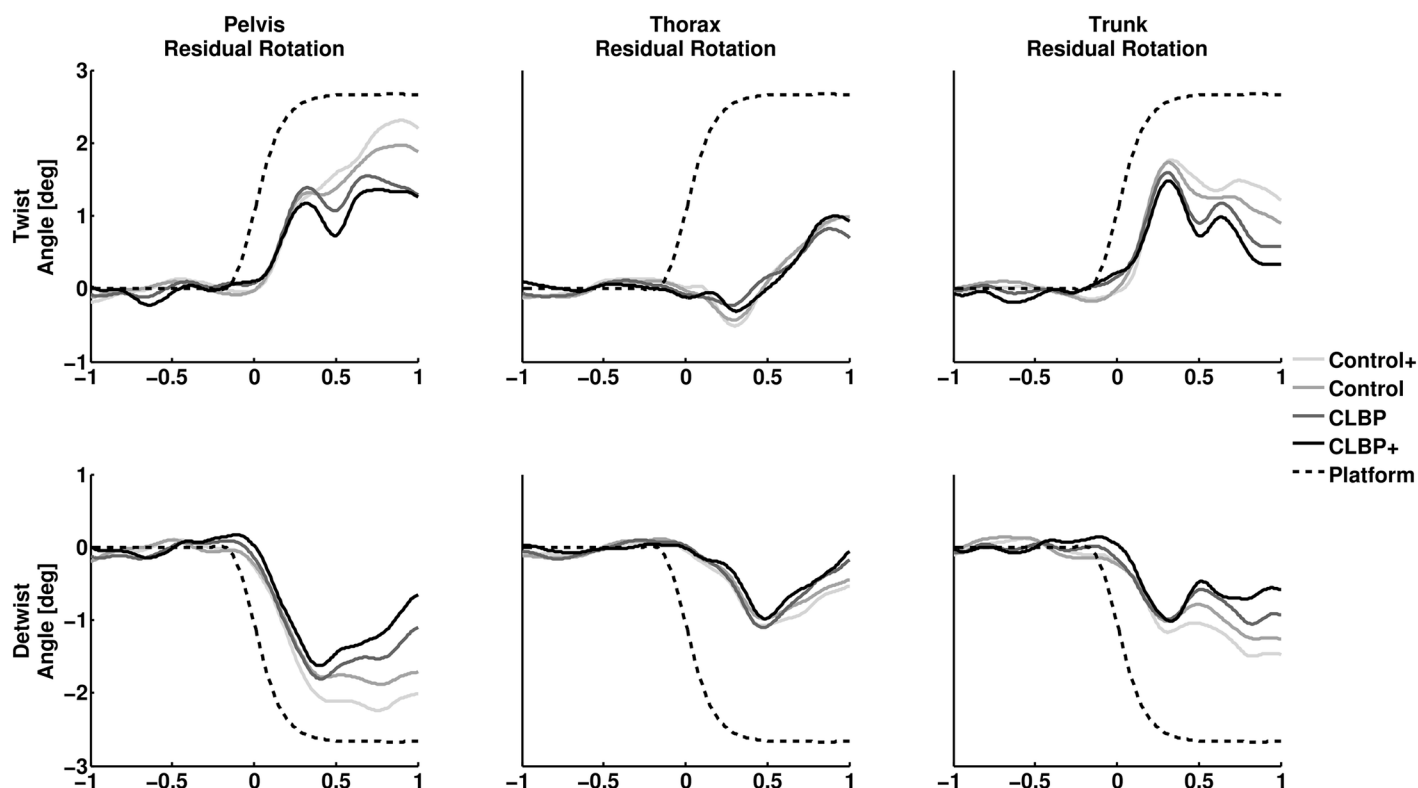 Pelvis
Residual Rotation
Thorax
Residual Rotation
Trunk
Residual Rotation
Twist
Angle [deg]
3
2
1
0
−1
−1 −0.5 0 0.5 1
−1 −0.5 0 0.5 1
−1 −0.5 0 0.5 1
Control+
Control
CLBP
CLBP+
Platform
Detwist
Angle [deg]
1
0
−1
−2
−3
−1 −0.5 0 0.5 1
−1 −0.5 0 0.5 1
−1 −0.5 0 0.5 1